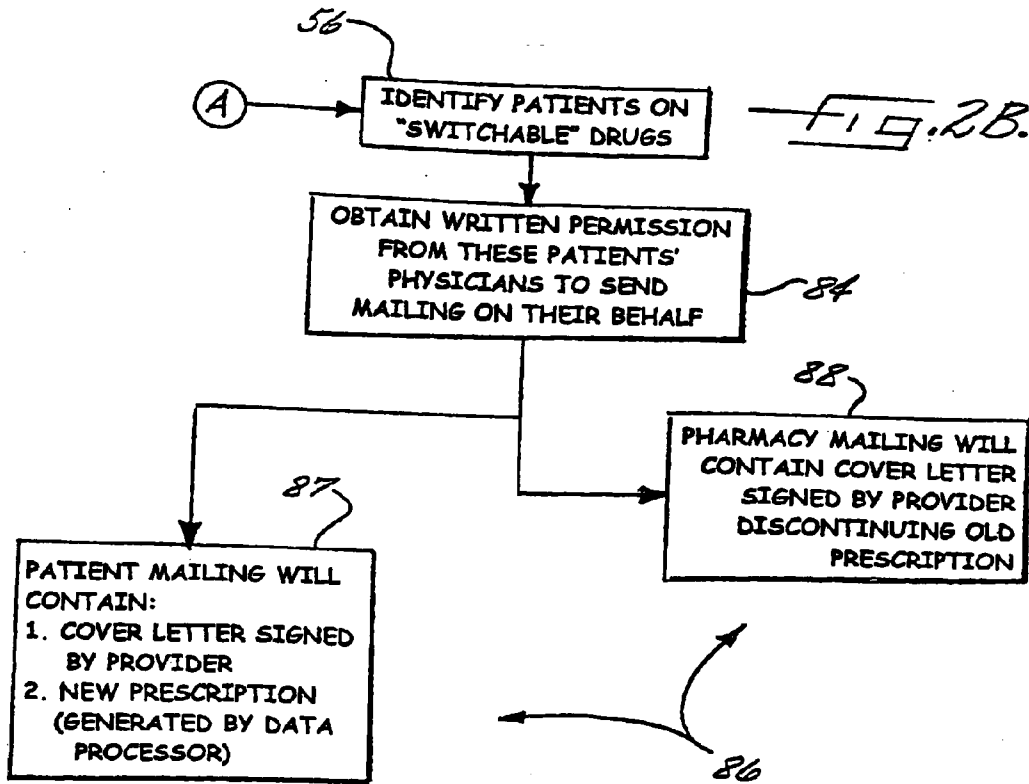 56
A
IDENTIFY PATIENTS ON
"SWITCHABLE" DRUGS
Fig. 2B.
OBTAIN WRITTEN PERMISSION
FROM THESE PATIENTS'
PHYSICIANS TO SEND
MAILING ON THEIR BEHALF
84
88
PHARMACY MAILING WILL
CONTAIN COVER LETTER
SIGNED BY PROVIDER
DISCONTINUING OLD
PRESCRIPTION
87
PATIENT MAILING WILL
CONTAIN:
1. COVER LETTER SIGNED
BY PROVIDER
2. NEW PRESCRIPTION
(GENERATED BY DATA
PROCESSOR)
86